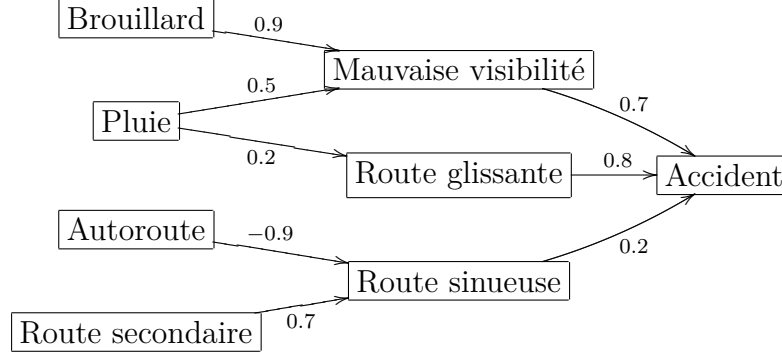 Brouillard
0.9
Mauvaise visibilité
0.5
0.7
Pluie
0.2
Route glissante
0.8
Accident
Autoroute
−0.9
0.2
Route sinueuse
0.7
Route secondaire